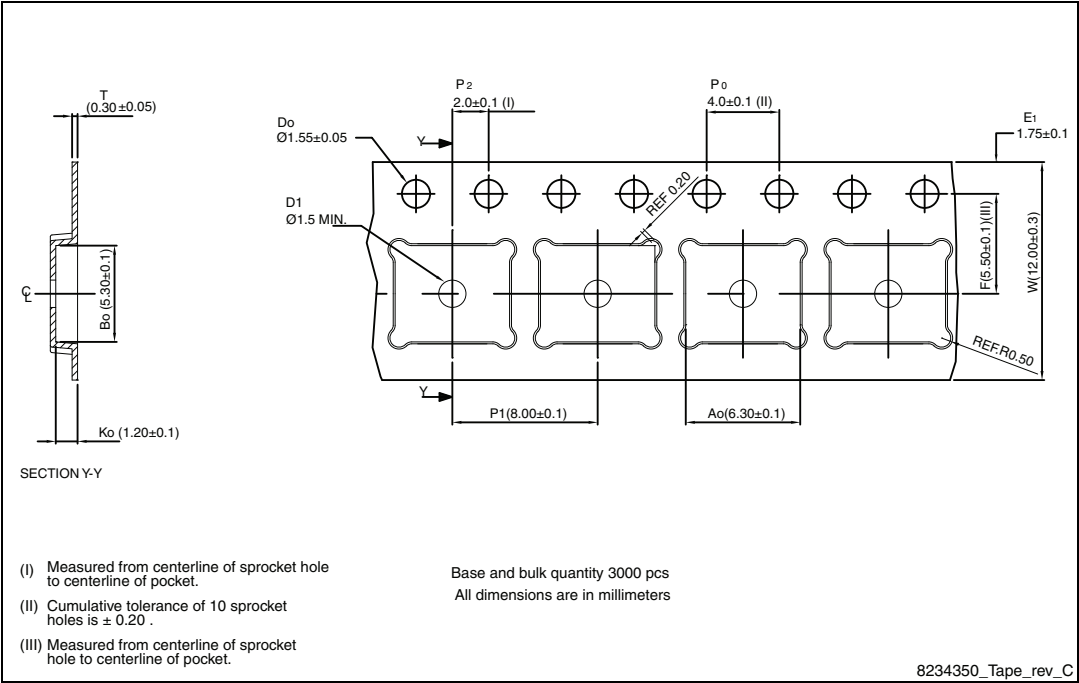 T
(0.30 ±0.05)
P2
2.0±0.1 (I)
P0
4.0±0.1 (II)
E1
1.75±0.1
Do
Ø1.55±0.05
Y
D1
Ø1.5 MIN.
REF 0.20
F(5.50±0.1)(III)
W(12.00±0.3)
Bo (5.30±0.1)
CL
REF.R0.50
Y
P1(8.00±0.1)
Ao(6.30±0.1)
Ko (1.20±0.1)
SECTION Y-Y
(I) Measured from centerline of sprocket hole
to centerline of pocket.
(II) Cumulative tolerance of 10 sprocket
holes is ± 0.20 .
(III) Measured from centerline of sprocket
hole to centerline of pocket.
Base and bulk quantity 3000 pcs
All dimensions are in millimeters
8234350_Tape_rev_C